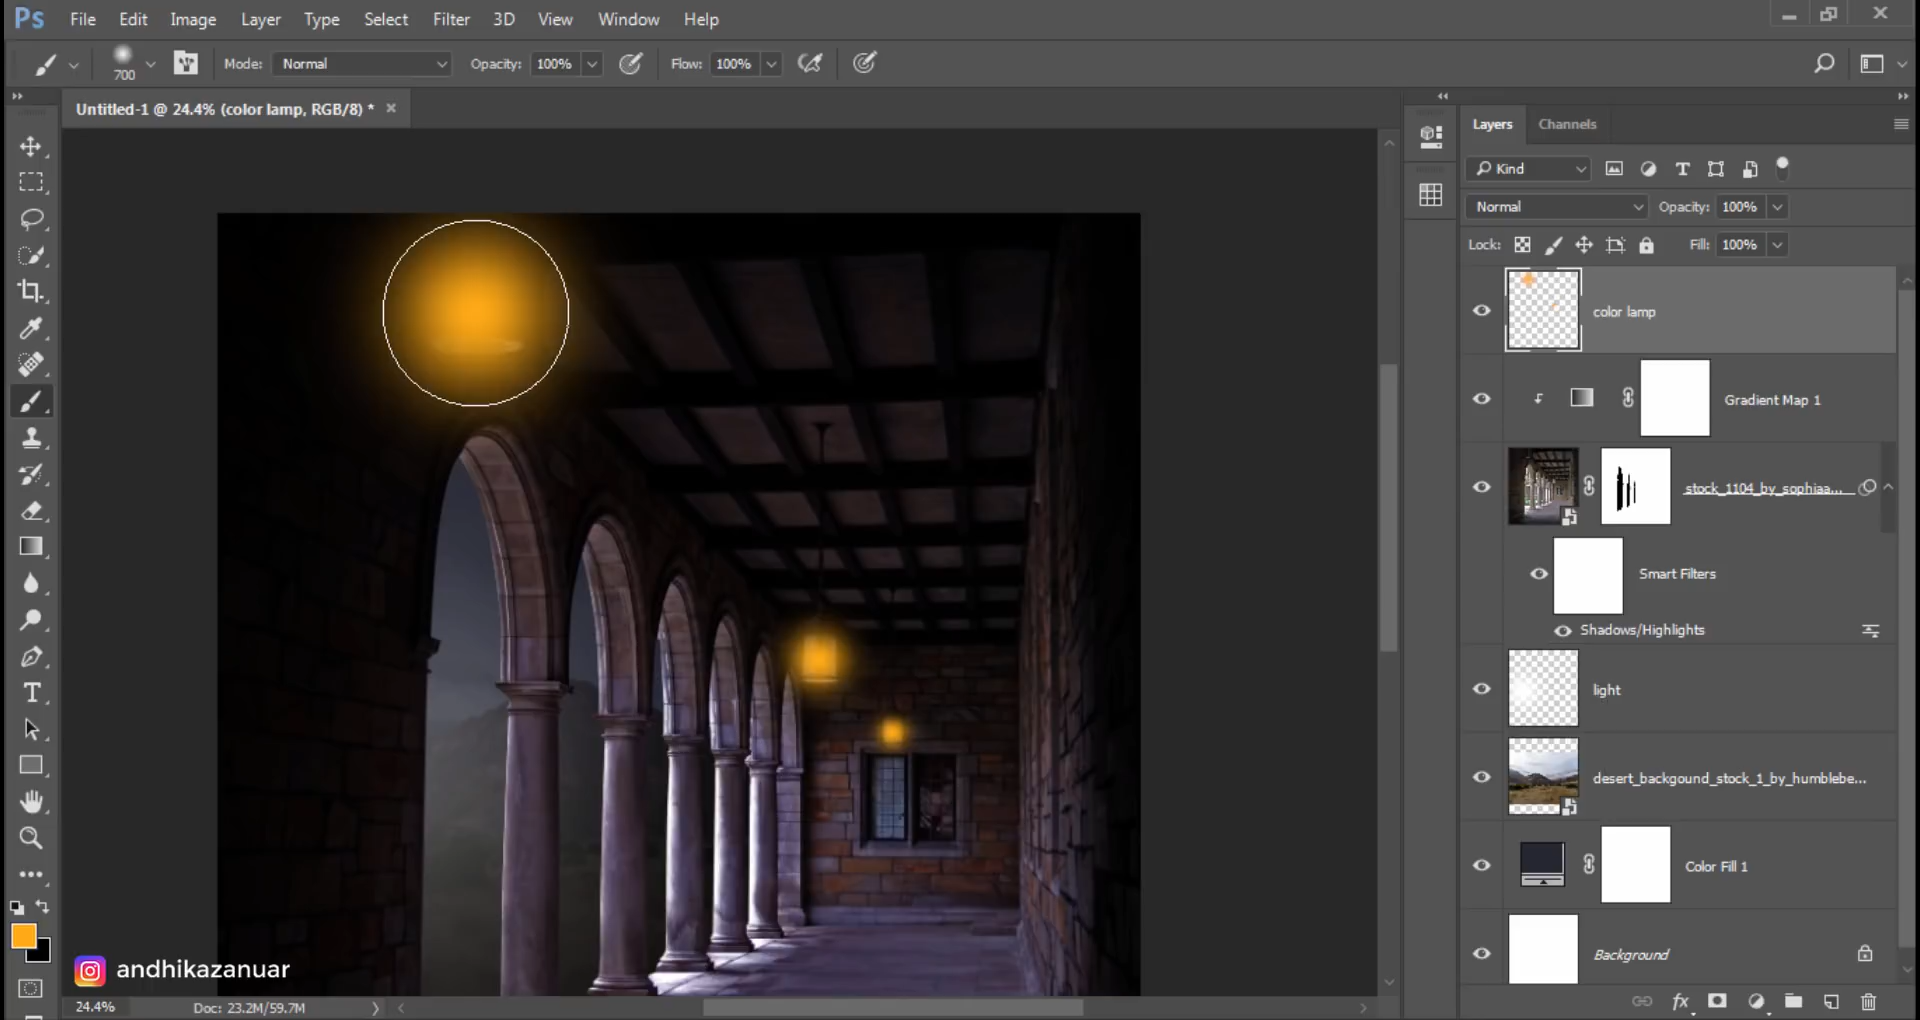 Ps File Edit Image Layer Type Select Filter 3D View Window Help
700 Mode: Normal Opacity: 100% Flow: 100%
Untitled-1 @ 24.4% (color lamp, RGB/8) *
Layers Channels
Kind
Normal Opacity: 100%
Lock: Fill: 100%
color lamp
Gradient Map 1
stock_1104_by_sophiaa...
Smart Filters
Shadows/Highlights
light
desert_backgound_stock_1_by_humblebe...
Color Fill 1
Background
andhikazanuar
24.4% Doc: 23.2M/59.7M
fx